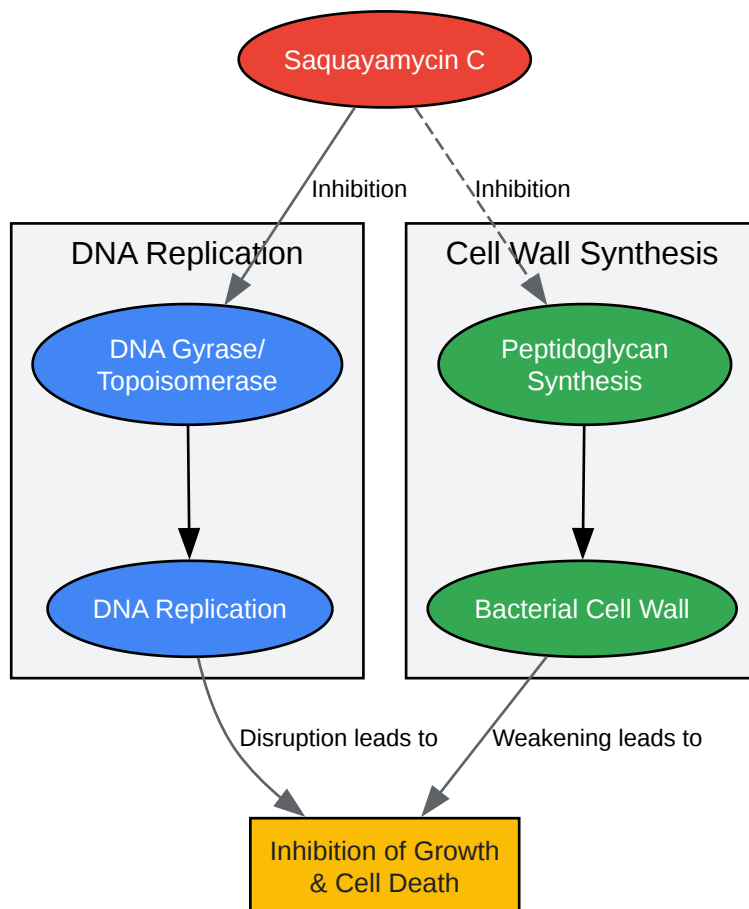 Saquayamycin C
Inhibition
Inhibition
DNA Replication
Cell Wall Synthesis
DNA Gyrase/
Topoisomerase
Peptidoglycan
Synthesis
DNA Replication
Bacterial Cell Wall
Disruption leads to
Weakening leads to
Inhibition of Growth
& Cell Death